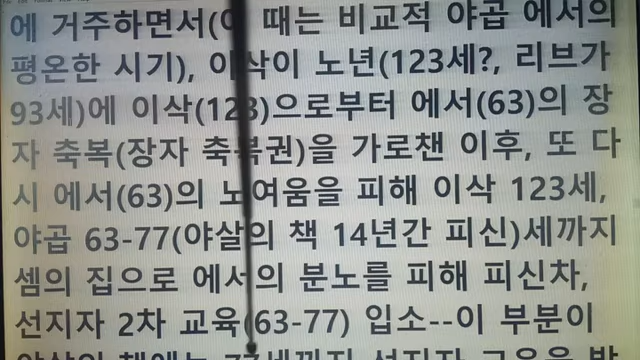 에 거주하면서(이 때는 비교적 야곱 에서의
평온한 시기), 이삭이 노년(123세?, 리브가
93세)에 이삭(123)으로부터 에서(63)의 장
자 축복(장자 축복권)을 가로챈 이후, 또 다
시 에서(63)의 노여움을 피해 이삭 123세,
야곱 63-77(야살의 책 14년간 피신)세까지
셈의 집으로 에서의 분노를 피해 피신차,
선지자 2차 교육(63-77) 입소--이 부분이